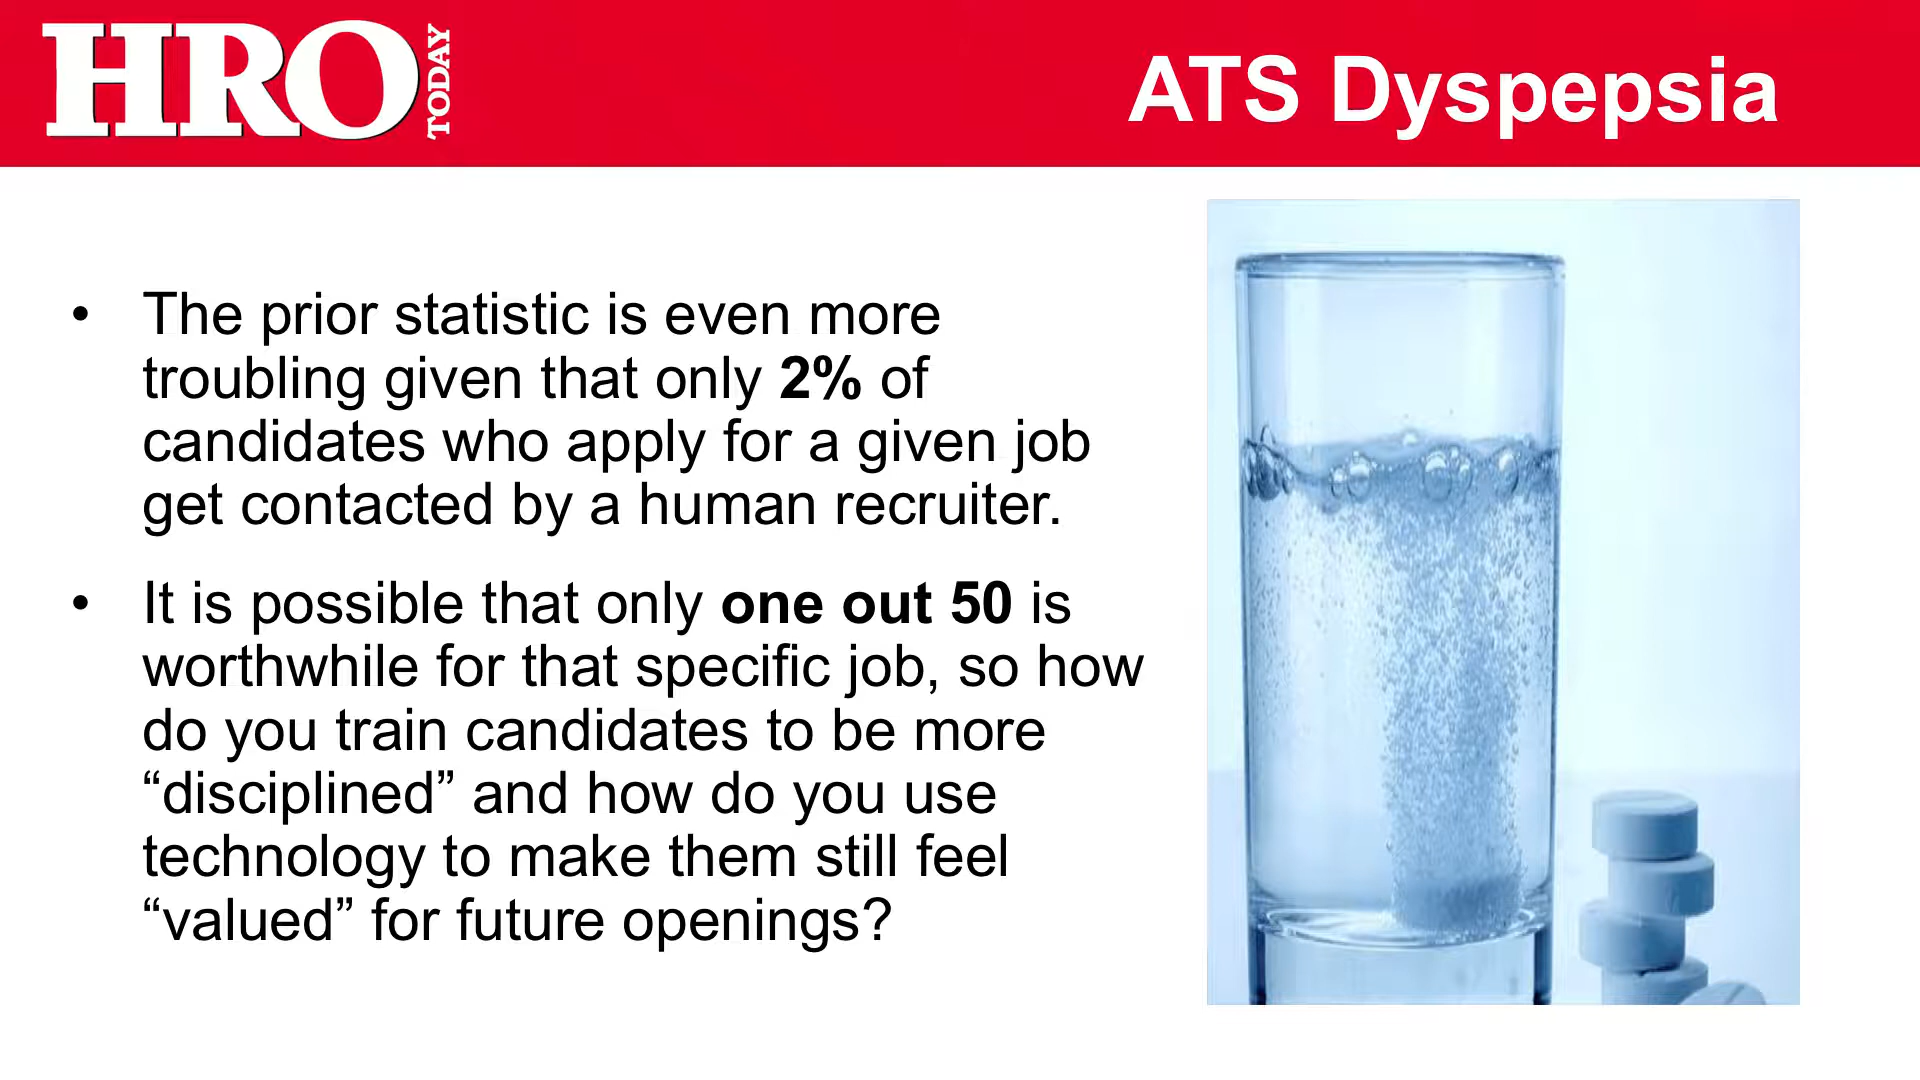 HRO TODAY
ATS Dyspepsia
• The prior statistic is even more
troubling given that only 2% of
candidates who apply for a given job
get contacted by a human recruiter.
• It is possible that only one out 50 is
worthwhile for that specific job, so how
do you train candidates to be more
“disciplined” and how do you use
technology to make them still feel
“valued” for future openings?